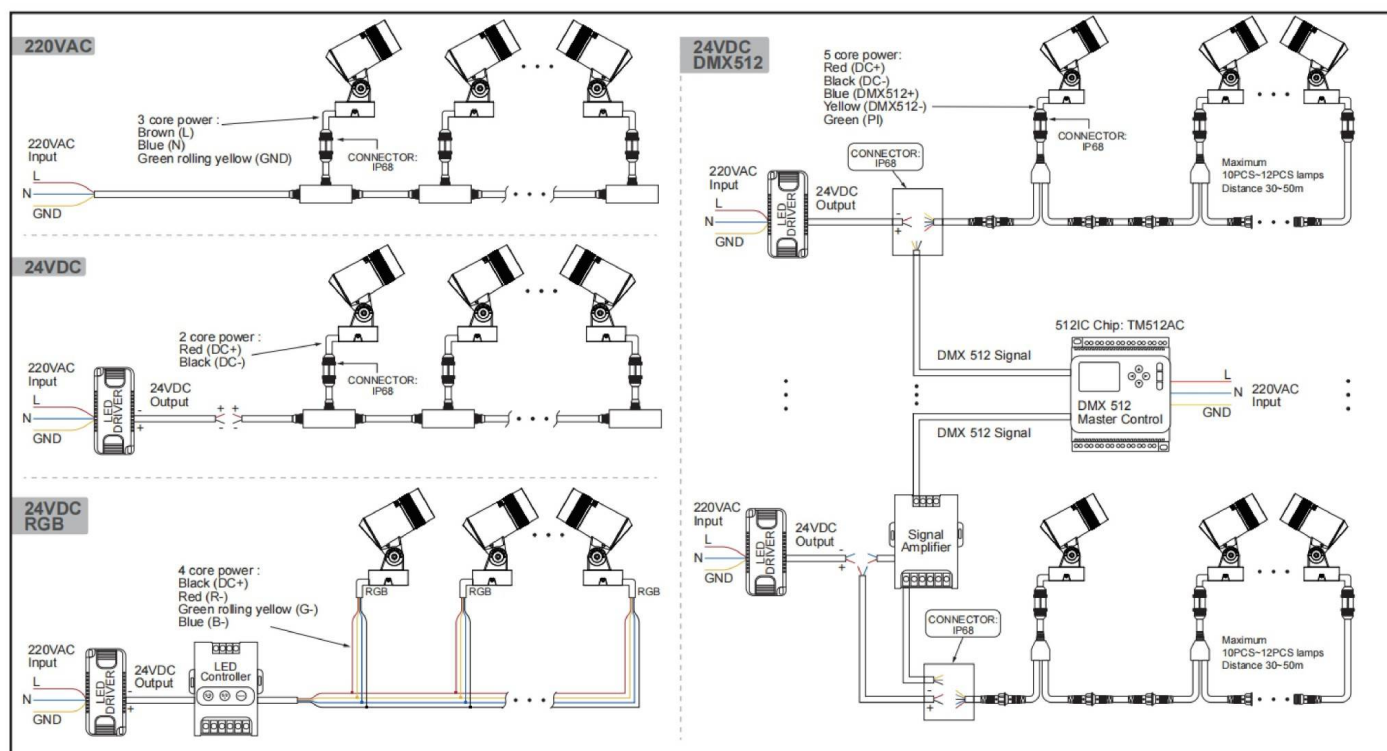 220VAC
3 core power :
Brown (L)
Blue (N)
Green rolling yellow (GND)
CONNECTOR:
IP68
220VAC
Input
L
N
GND
24VDC
2 core power :
Red (DC+)
Black (DC-)
CONNECTOR:
IP68
220VAC
Input
L
N
GND
LED
DRIVER
24VDC
Output
-
+
+ +
- -
24VDC
RGB
4 core power :
Black (DC+)
Red (R-)
Green rolling yellow (G-)
Blue (B-)
RGB
RGB
RGB
220VAC
Input
L
N
GND
LED
DRIVER
24VDC
Output
-
+
LED
Controller
24VDC
DMX512
5 core power:
Red (DC+)
Black (DC-)
Blue (DMX512+)
Yellow (DMX512-)
Green (PI)
CONNECTOR:
IP68
CONNECTOR:
IP68
Maximum
10PCS~12PCS lamps
Distance 30~50m
220VAC
Input
L
N
GND
LED
DRIVER
24VDC
Output
-
+
512IC Chip: TM512AC
DMX 512 Signal
DMX 512
Master Control
L
N
GND
220VAC
Input
DMX 512 Signal
Signal
Amplifier
220VAC
Input
L
N
GND
LED
DRIVER
24VDC
Output
-
+
CONNECTOR:
IP68
-
+
Maximum
10PCS~12PCS lamps
Distance 30~50m